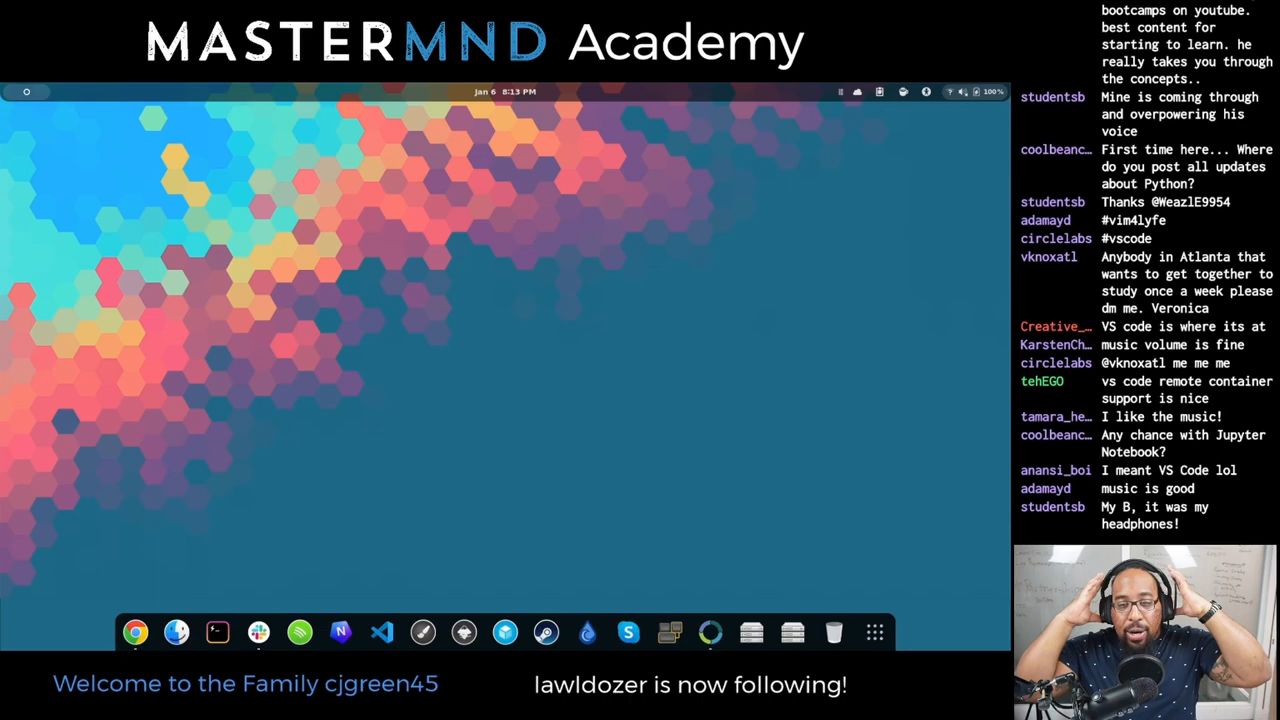 MASTERMND Academy
Jan 6 8:13 PM
100%
bootcamps on youtube.
best content for
starting to learn. he
really takes you through
the concepts..
studentsb Mine is coming through
and overpowering his
voice
coolbeanc… First time here... Where
do you post all updates
about Python?
studentsb Thanks @WeazlE9954
adamayd #vim4lyfe
circlelabs #vscode
vknoxatl Anybody in Atlanta that
wants to get together to
study once a week please
dm me. Veronica
Creative_… VS code is where its at
KarstenCh… music volume is fine
circlelabs @vknoxatl me me me
tehEGO vs code remote container
support is nice
tamara_he… I like the music!
coolbeanc… Any chance with Jupyter
Notebook?
anansi_boi I meant VS Code lol
adamayd music is good
studentsb My B, it was my
headphones!
Welcome to the Family cjgreen45
lawldozer is now following!